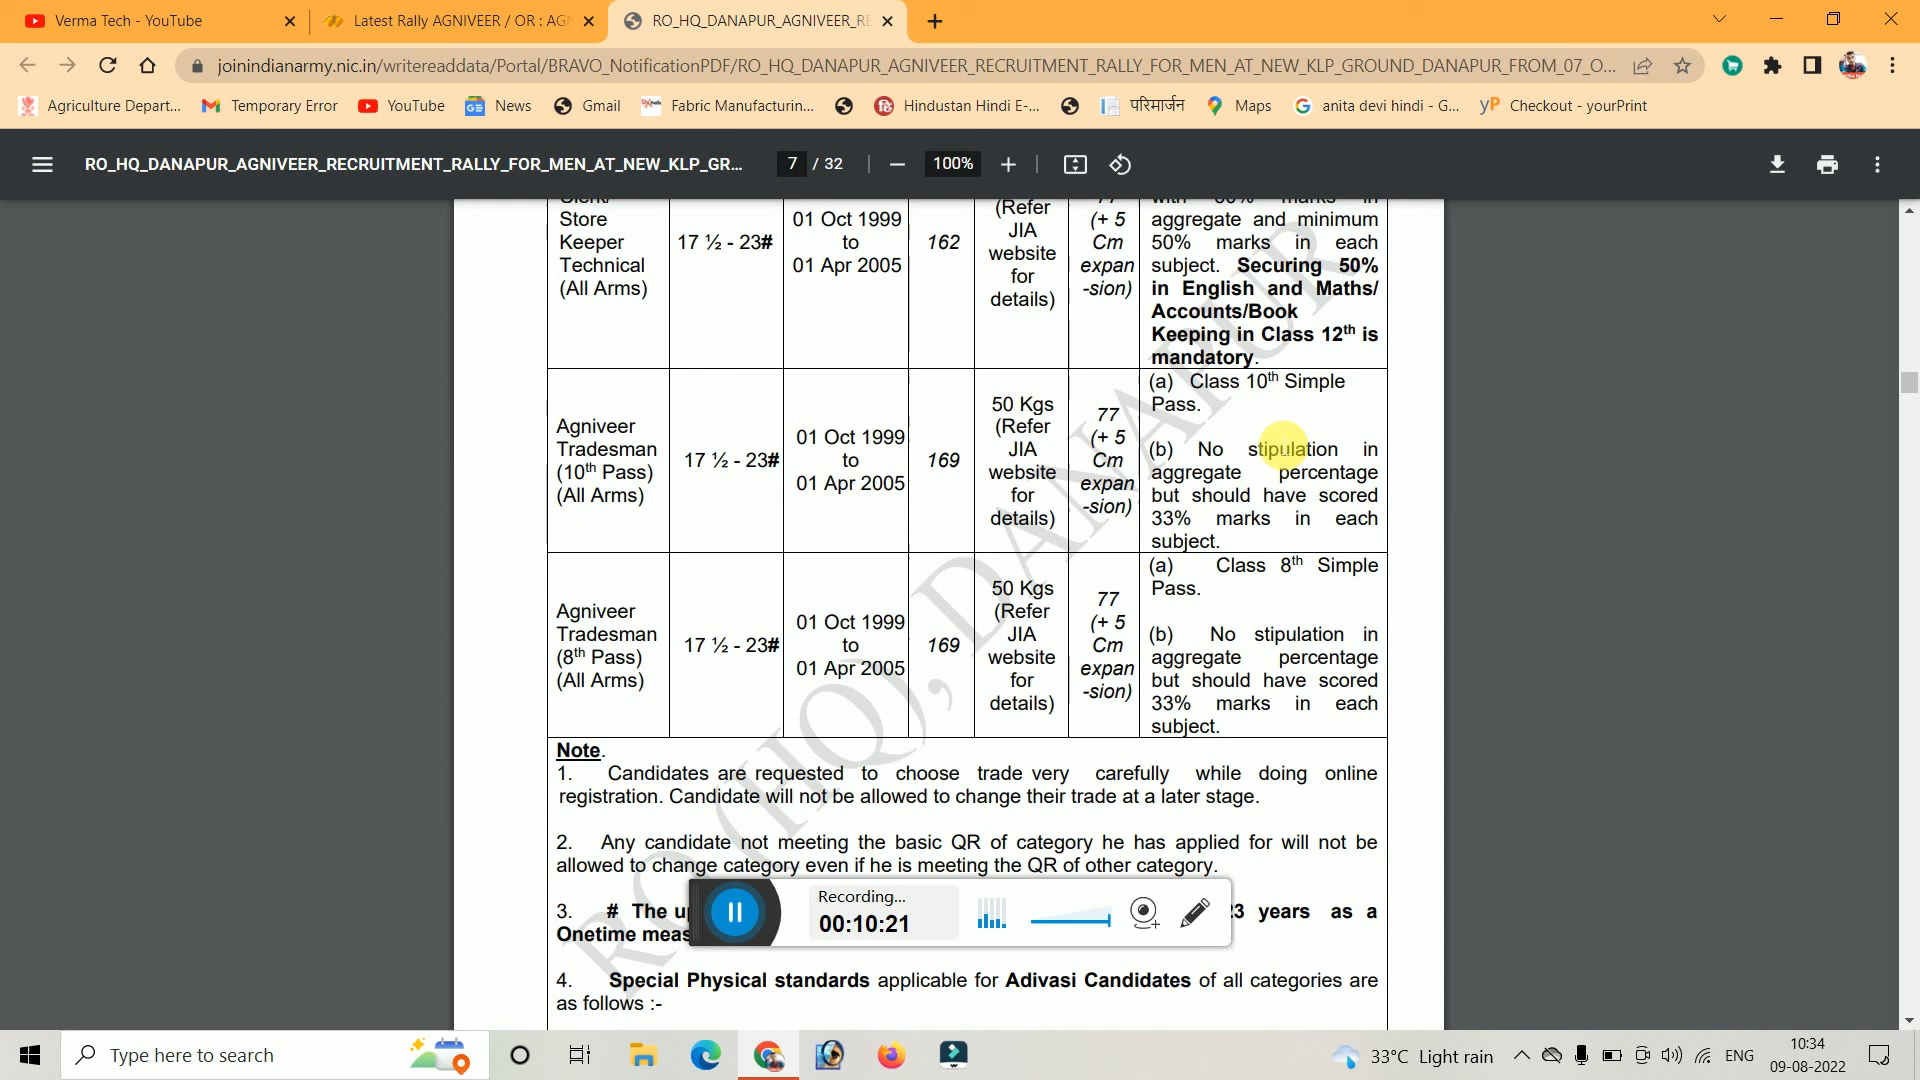 Verma Tech - YouTube
Latest Rally AGNIVEER / OR : AG
RO_HQ_DANAPUR_AGNIVEER_RE
joinindianarmy.nic.in/writereaddata/Portal/BRAVO_NotificationPDF/RO_HQ_DANAPUR_AGNIVEER_RECRUITMENT_RALLY_FOR_MEN_AT_NEW_KLP_GROUND_DANAPUR_FROM_07_O...
Agriculture Depart...
Temporary Error
YouTube
News
Gmail
Fabric Manufacturin...
Hindustan Hindi E-...
परिमार्जन
Maps
anita devi hindi - G...
yP Checkout - yourPrint
RO_HQ_DANAPUR_AGNIVEER_RECRUITMENT_RALLY_FOR_MEN_AT_NEW_KLP_GR...
7 / 32
100%
Clerk/
Store
Keeper
Technical
(All Arms)
17 ½ - 23#
01 Oct 1999
to
01 Apr 2005
162
(Refer
JIA
website
for
details)
77
(+ 5
Cm
expan
-sion)
aggregate and minimum
50% marks in each
subject. Securing 50%
in English and Maths/
Accounts/Book
Keeping in Class 12th is
mandatory.
Agniveer
Tradesman
(10th Pass)
(All Arms)
17 ½ - 23#
01 Oct 1999
to
01 Apr 2005
169
50 Kgs
(Refer
JIA
website
for
details)
77
(+ 5
Cm
expan
-sion)
(a) Class 10th Simple
Pass.
(b) No stipulation in
aggregate percentage
but should have scored
33% marks in each
subject.
Agniveer
Tradesman
(8th Pass)
(All Arms)
17 ½ - 23#
01 Oct 1999
to
01 Apr 2005
169
50 Kgs
(Refer
JIA
website
for
details)
77
(+ 5
Cm
expan
-sion)
(a) Class 8th Simple
Pass.
(b) No stipulation in
aggregate percentage
but should have scored
33% marks in each
subject.
Note.
1. Candidates are requested to choose trade very carefully while doing online
registration. Candidate will not be allowed to change their trade at a later stage.
2. Any candidate not meeting the basic QR of category he has applied for will not be
allowed to change category even if he is meeting the QR of other category.
3. # The 23 years as a
Onetime
4. Special Physical standards applicable for Adivasi Candidates of all categories are
as follows :-
RO (HQ), DANAPUR
Recording...
00:10:21
Type here to search
33°C Light rain
ENG
10:34
09-08-2022